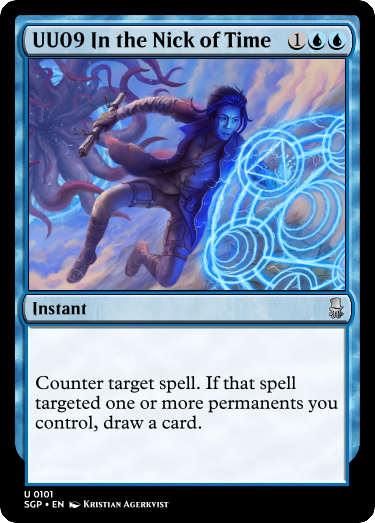 UU09 In the Nick of Time 1
Instant
Counter target spell. If that spell
targeted one or more permanents you
control, draw a card.
U 0101
SGP • EN Kristian Agerkvist